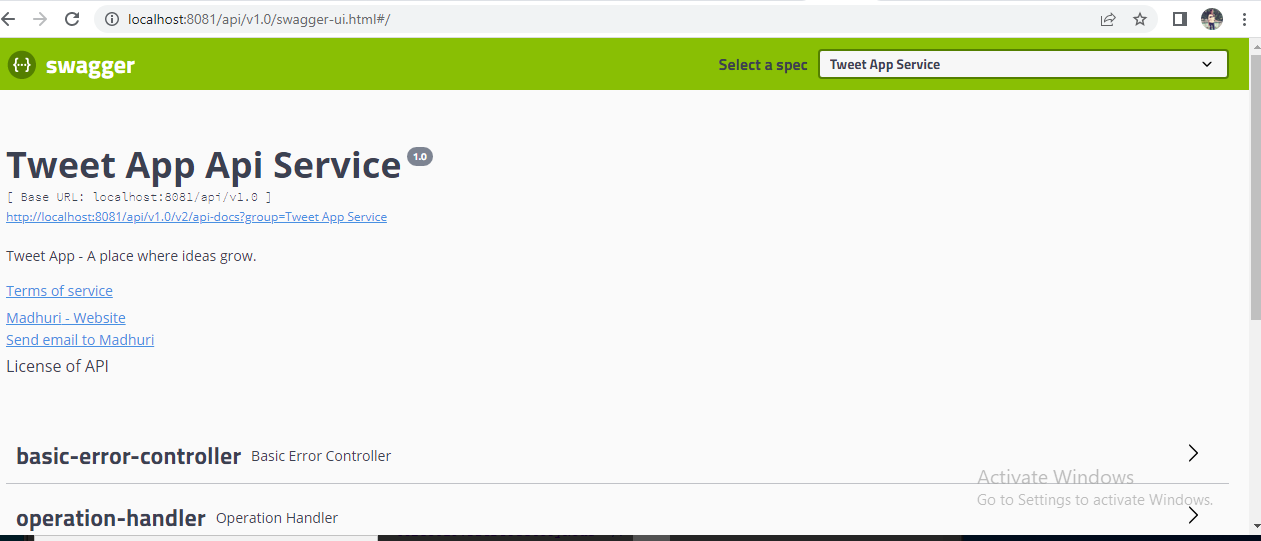 localhost:8081/api/v1.0/swagger-ui.html#/
{··} swagger
Select a spec
Tweet App Service
Tweet App Api Service 1.0
[ Base URL: localhost:8081/api/v1.0 ]
http://localhost:8081/api/v1.0/v2/api-docs?group=Tweet App Service
Tweet App - A place where ideas grow.
Terms of service
Madhuri - Website
Send email to Madhuri
License of API
basic-error-controller Basic Error Controller
Activate Windows
Go to Settings to activate Windows.
operation-handler Operation Handler